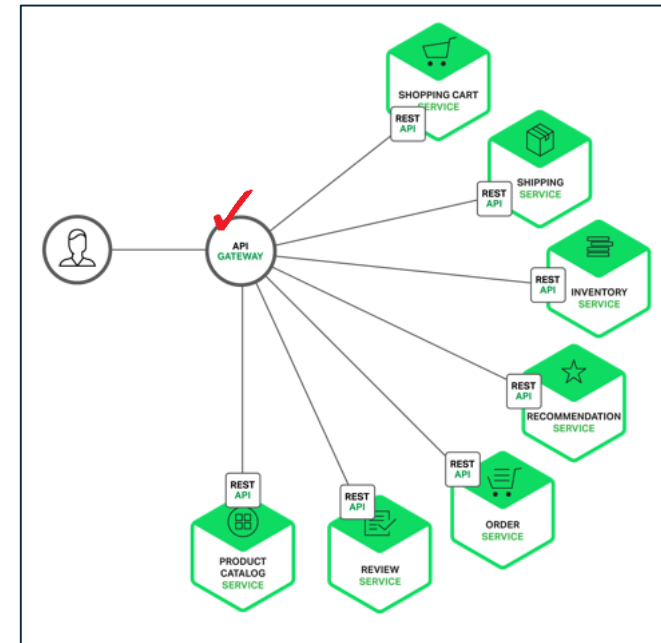 SHOPPING CART
SERVICE
REST
API
SHIPPING
SERVICE
REST
API
API
GATEWAY
INVENTORY
SERVICE
REST
API
RECOMMENDATION
SERVICE
REST
API
ORDER
SERVICE
REST
API
REVIEW
SERVICE
REST
API
PRODUCT
CATALOG
SERVICE
REST
API